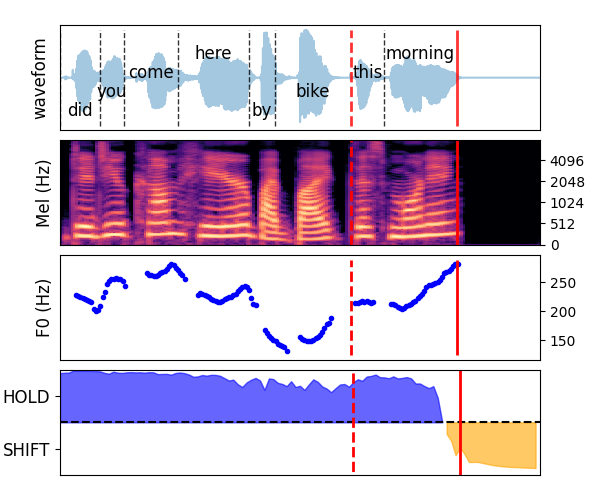 waveform
did you come here by bike this morning
Mel (Hz)
4096
2048
1024
512
0
F0 (Hz)
250
200
150
HOLD
SHIFT